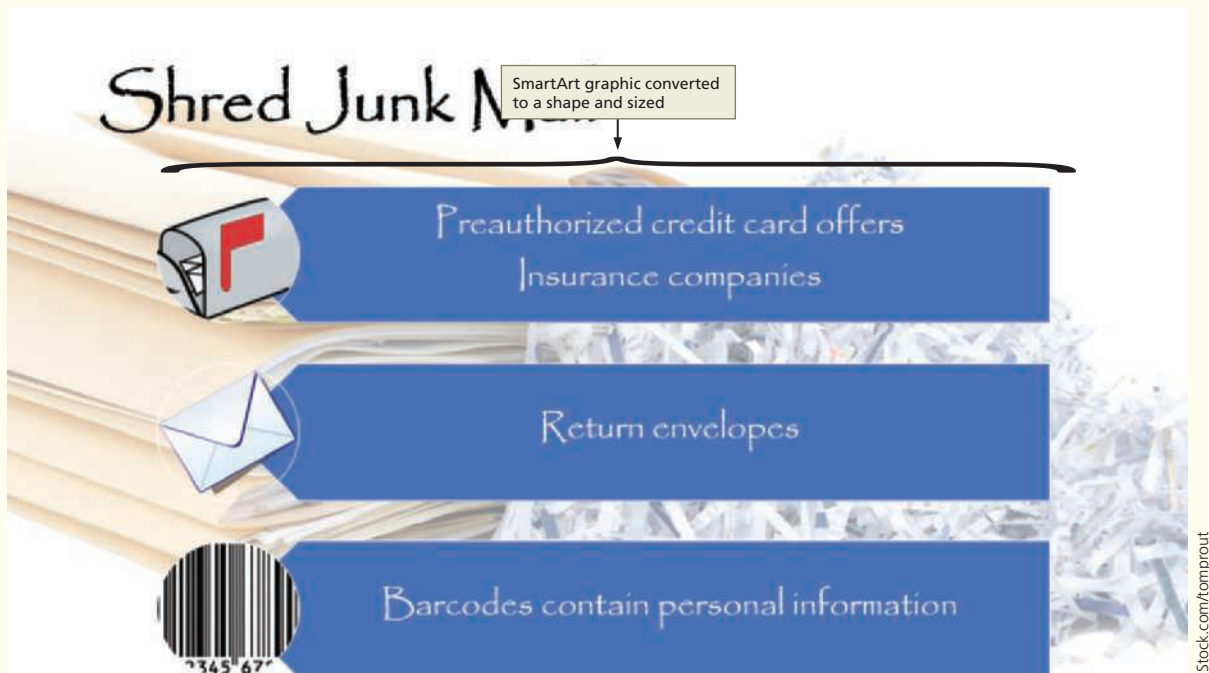 Shred Junk
SmartArt graphic converted
to a shape and sized
Preauthorized credit card offers
Insurance companies
Return envelopes
Barcodes contain personal information
Stock.com/tomprout